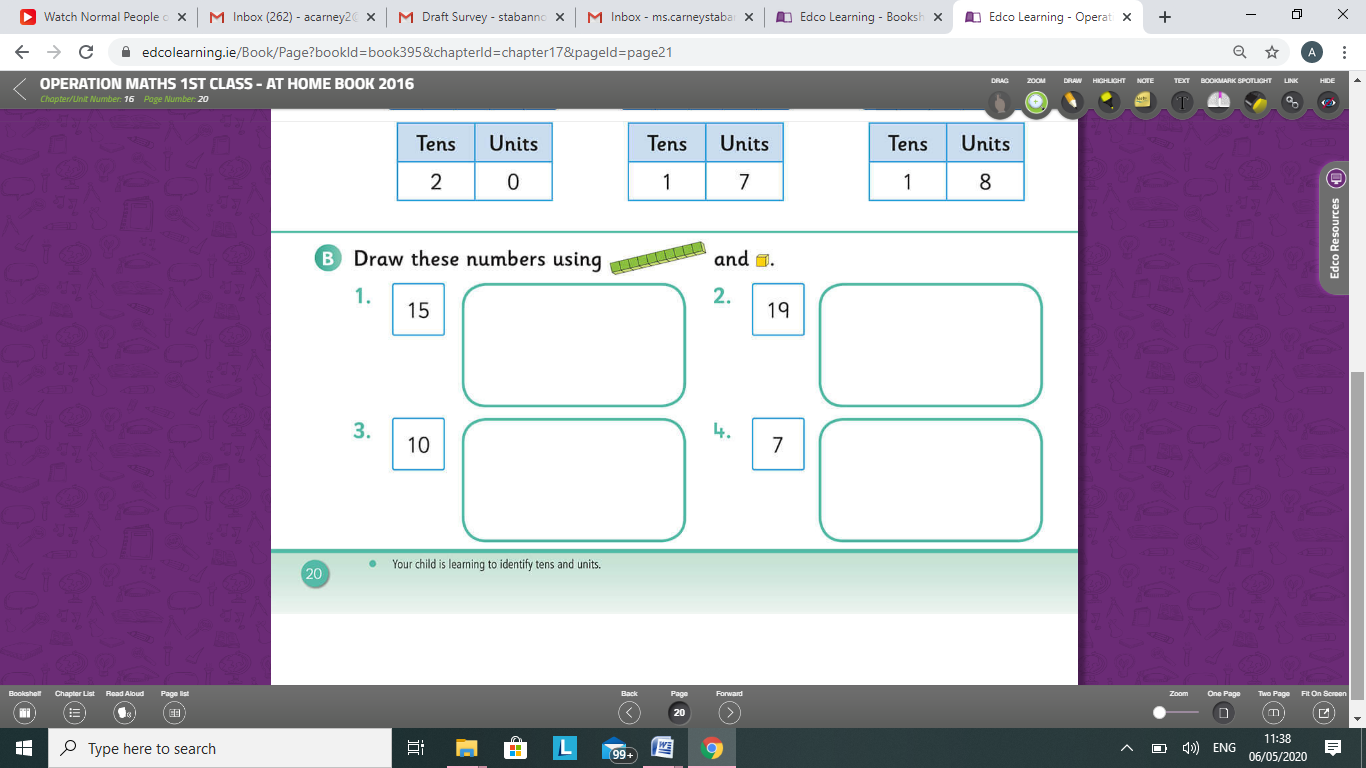 Watch Normal People o
Inbox (262) - acarney2@
Draft Survey - stabanno
Inbox - ms.carneystaba
Edco Learning - Booksh
Edco Learning - Operat
edcolearning.ie/Book/Page?bookId=book395&chapterId=chapter17&pageId=page21
A
OPERATION MATHS 1ST CLASS - AT HOME BOOK 2016
Chapter/Unit Number: 16 Page Number: 20
DRAG ZOOM DRAW HIGHLIGHT NOTE TEXT BOOKMARK SPOTLIGHT LINK HIDE
Tens Units Tens Units Tens Units
2 0 1 7 1 8
Edco Resources
B Draw these numbers using and .
1. 15 2. 19
3. 10 4. 7
20 • Your child is learning to identify tens and units.
Bookshelf Chapter List Read Aloud Page list Back Page Forward Zoom One Page Two Page Fit On Screen
20
Type here to search
L
99+
W
ENG
11:38
06/05/2020